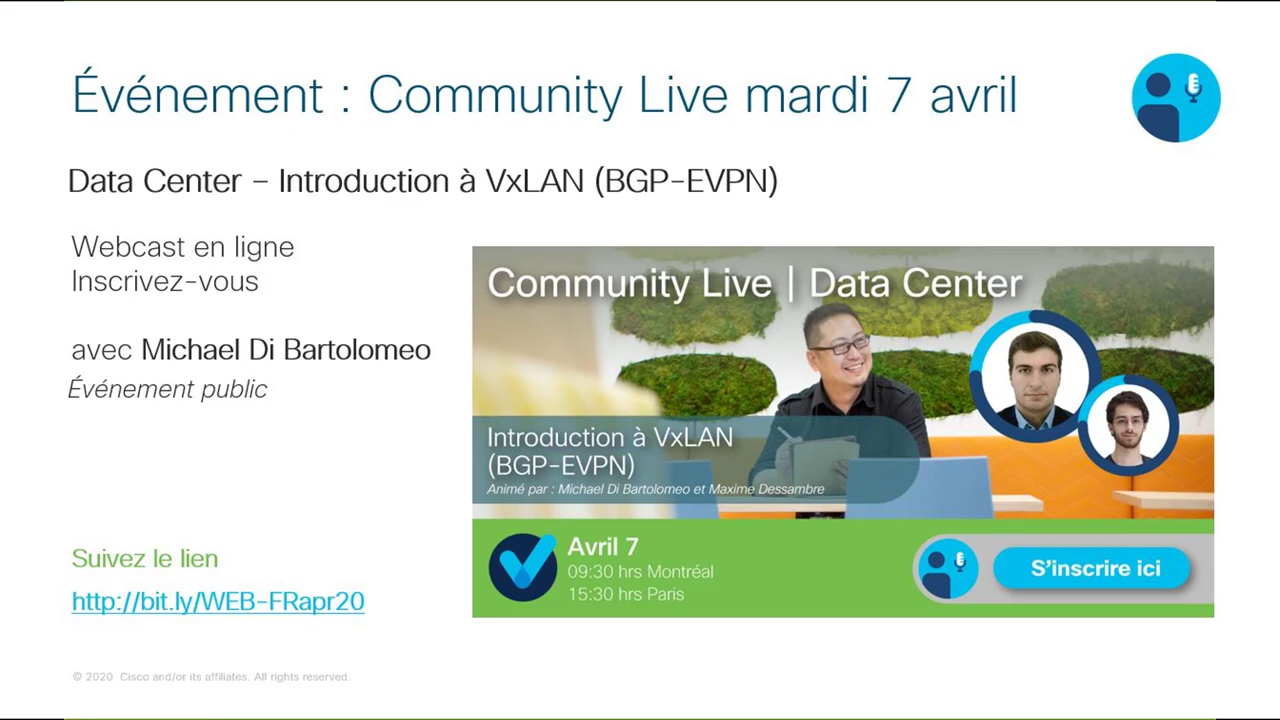 Événement : Community Live mardi 7 avril
Data Center – Introduction à VxLAN (BGP-EVPN)
Webcast en ligne
Inscrivez-vous
avec Michael Di Bartolomeo
Événement public
Suivez le lien
http://bit.ly/WEB-FRapr20
Community Live | Data Center
Introduction à VxLAN
(BGP-EVPN)
Animé par : Michael Di Bartolomeo et Maxime Dessambre
Avril 7
09:30 hrs Montréal
15:30 hrs Paris
S'inscrire ici
© 2020 Cisco and/or its affiliates. All rights reserved.